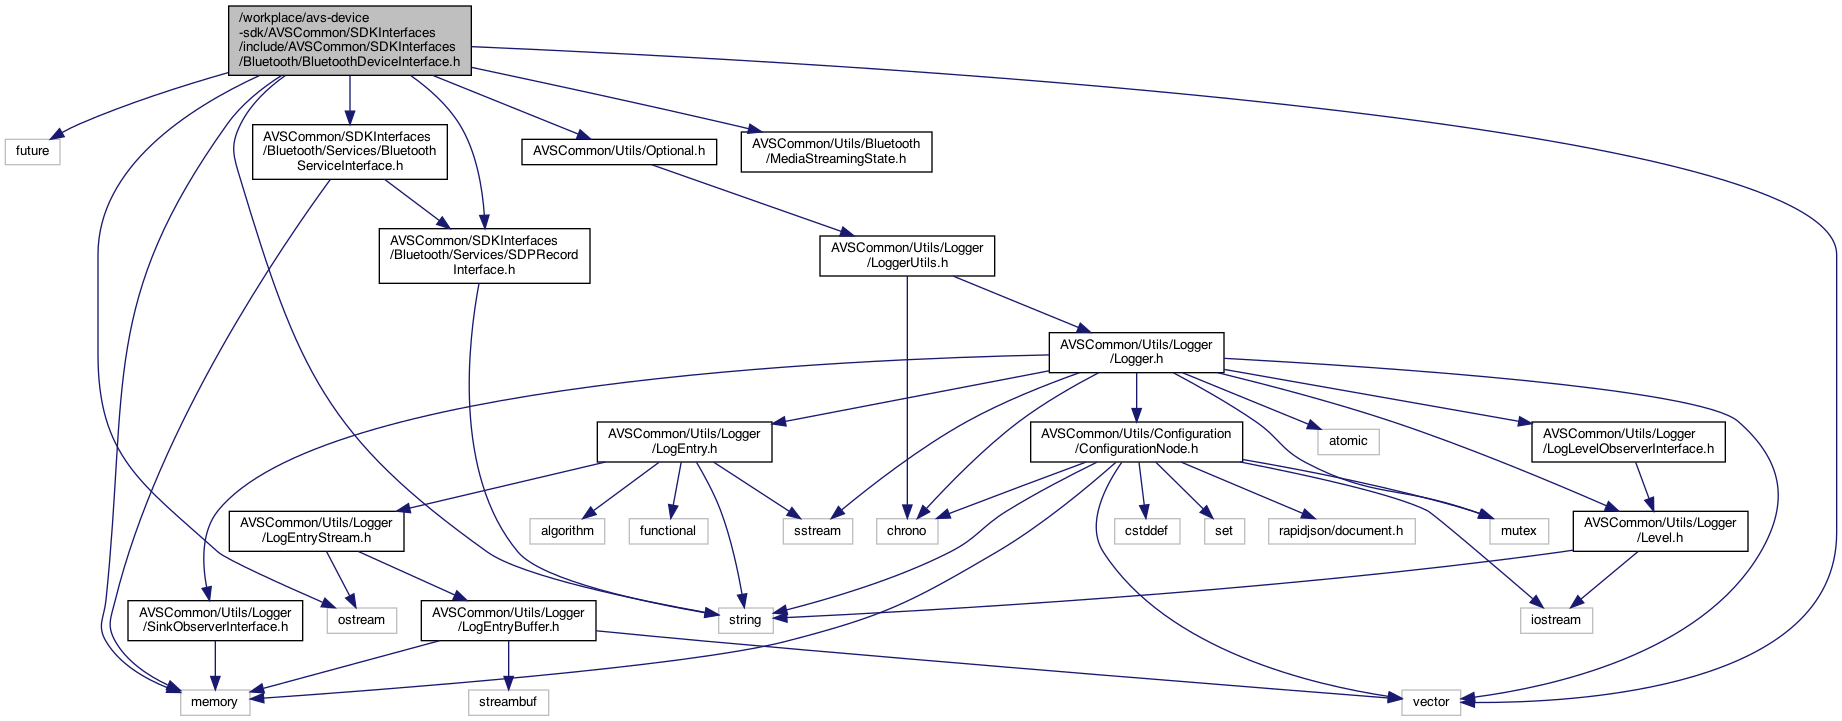 /workplace/avs-device
-sdk/AVSCommon/SDKInterfaces
/include/AVSCommon/SDKInterfaces
/Bluetooth/BluetoothDeviceInterface.h
future
AVSCommon/SDKInterfaces
/Bluetooth/Services/Bluetooth
ServiceInterface.h
AVSCommon/Utils/Optional.h
AVSCommon/Utils/Bluetooth
/MediaStreamingState.h
AVSCommon/SDKInterfaces
/Bluetooth/Services/SDPRecord
Interface.h
AVSCommon/Utils/Logger
/LoggerUtils.h
AVSCommon/Utils/Logger
/Logger.h
AVSCommon/Utils/Logger
/LogEntry.h
AVSCommon/Utils/Configuration
/ConfigurationNode.h
atomic
AVSCommon/Utils/Logger
/LogLevelObserverInterface.h
AVSCommon/Utils/Logger
/LogEntryStream.h
algorithm
functional
sstream
chrono
cstddef
set
rapidjson/document.h
mutex
AVSCommon/Utils/Logger
/Level.h
AVSCommon/Utils/Logger
/SinkObserverInterface.h
ostream
AVSCommon/Utils/Logger
/LogEntryBuffer.h
string
iostream
memory
streambuf
vector